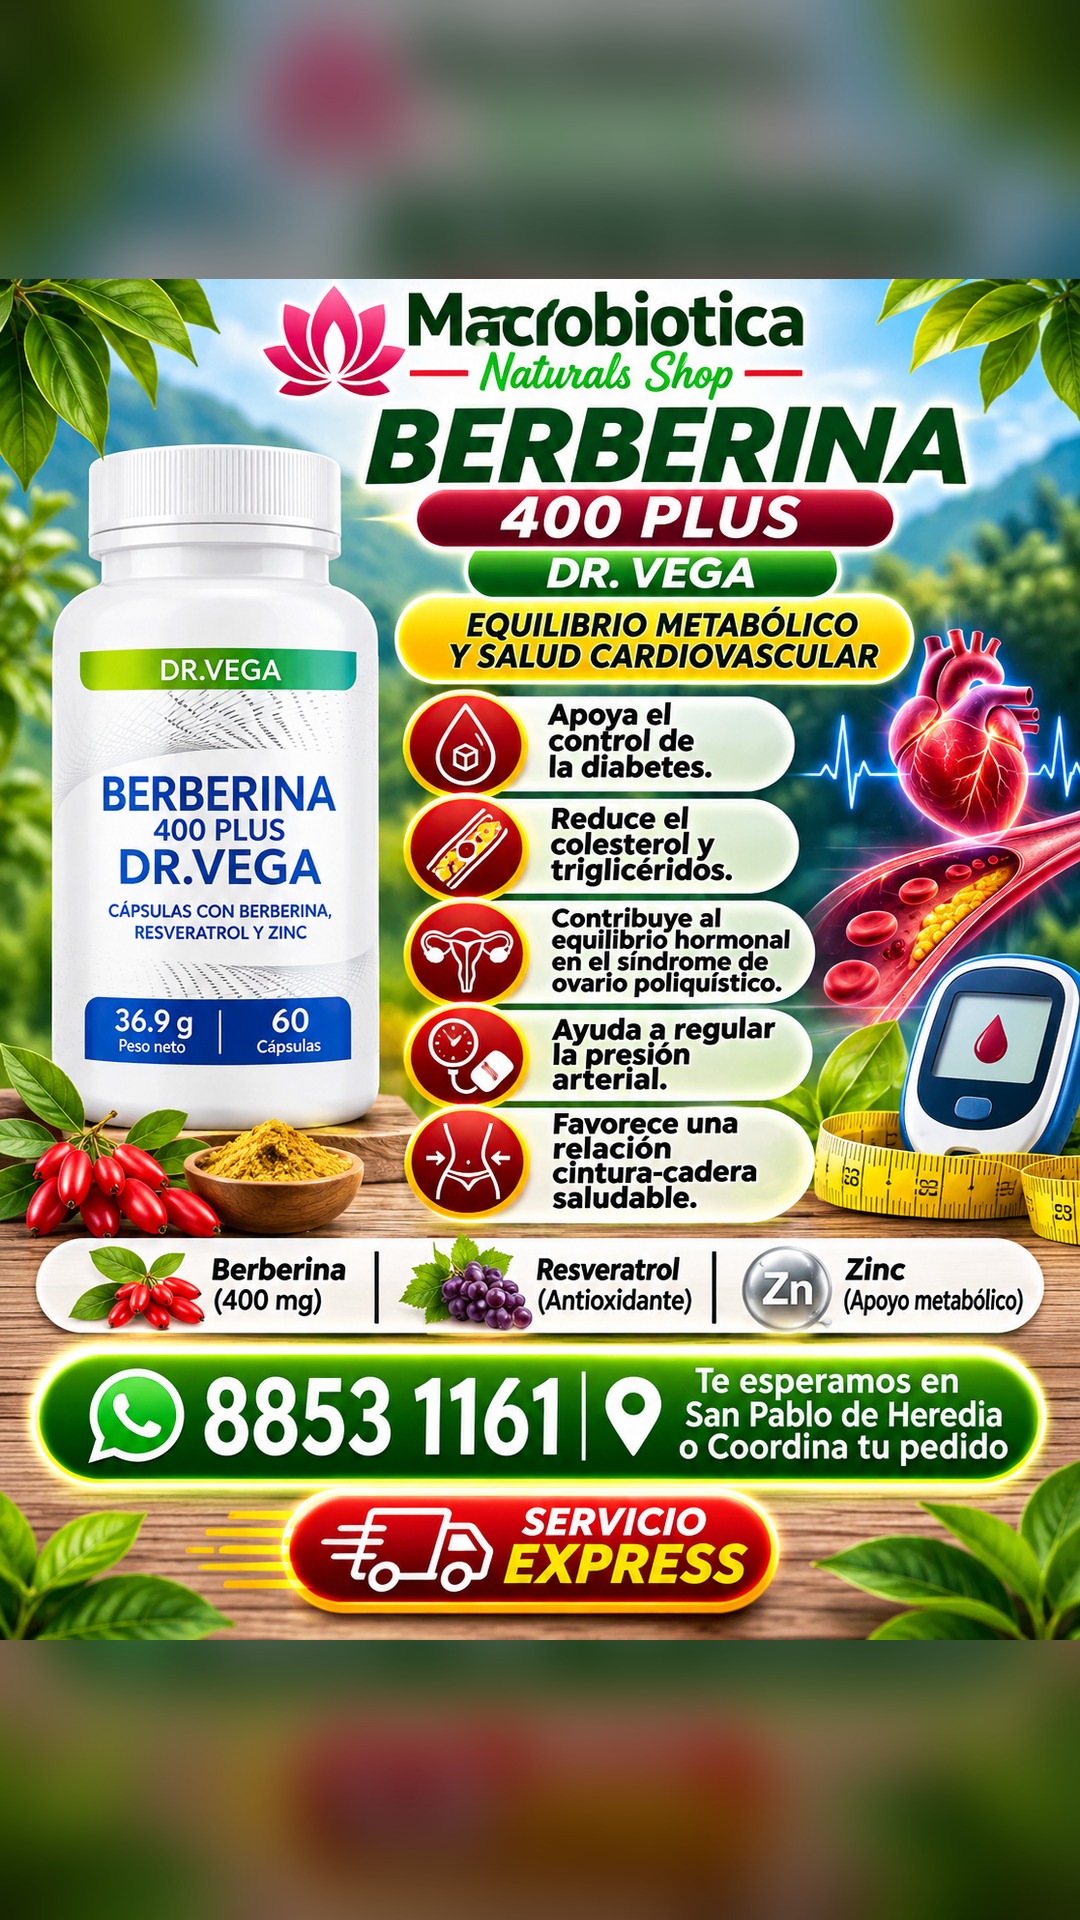 Macrobiotica
Naturals Shop
BERBERINA
400 PLUS
DR. VEGA
EQUILIBRIO METABÓLICO
Y SALUD CARDIOVASCULAR
DR.VEGA
BERBERINA
400 PLUS
DR.VEGA
CÁPSULAS CON BERBERINA,
RESVERATROL Y ZINC
36.9 g
Peso neto
60
Cápsulas
Apoya el
control de
la diabetes.
Reduce el
colesterol y
triglicéridos.
Contribuye al
equilibrio hormonal
en el síndrome de
ovario poliquístico.
Ayuda a regular
la presión
arterial.
Favorece una
relación
cintura-cadera
saludable.
Berberina
(400 mg)
Resveratrol
(Antioxidante)
Zn
Zinc
(Apoyo metabólico)
8853 1161
Te esperamos en
San Pablo de Heredia
o Coordina tu pedido
SERVICIO
EXPRESS